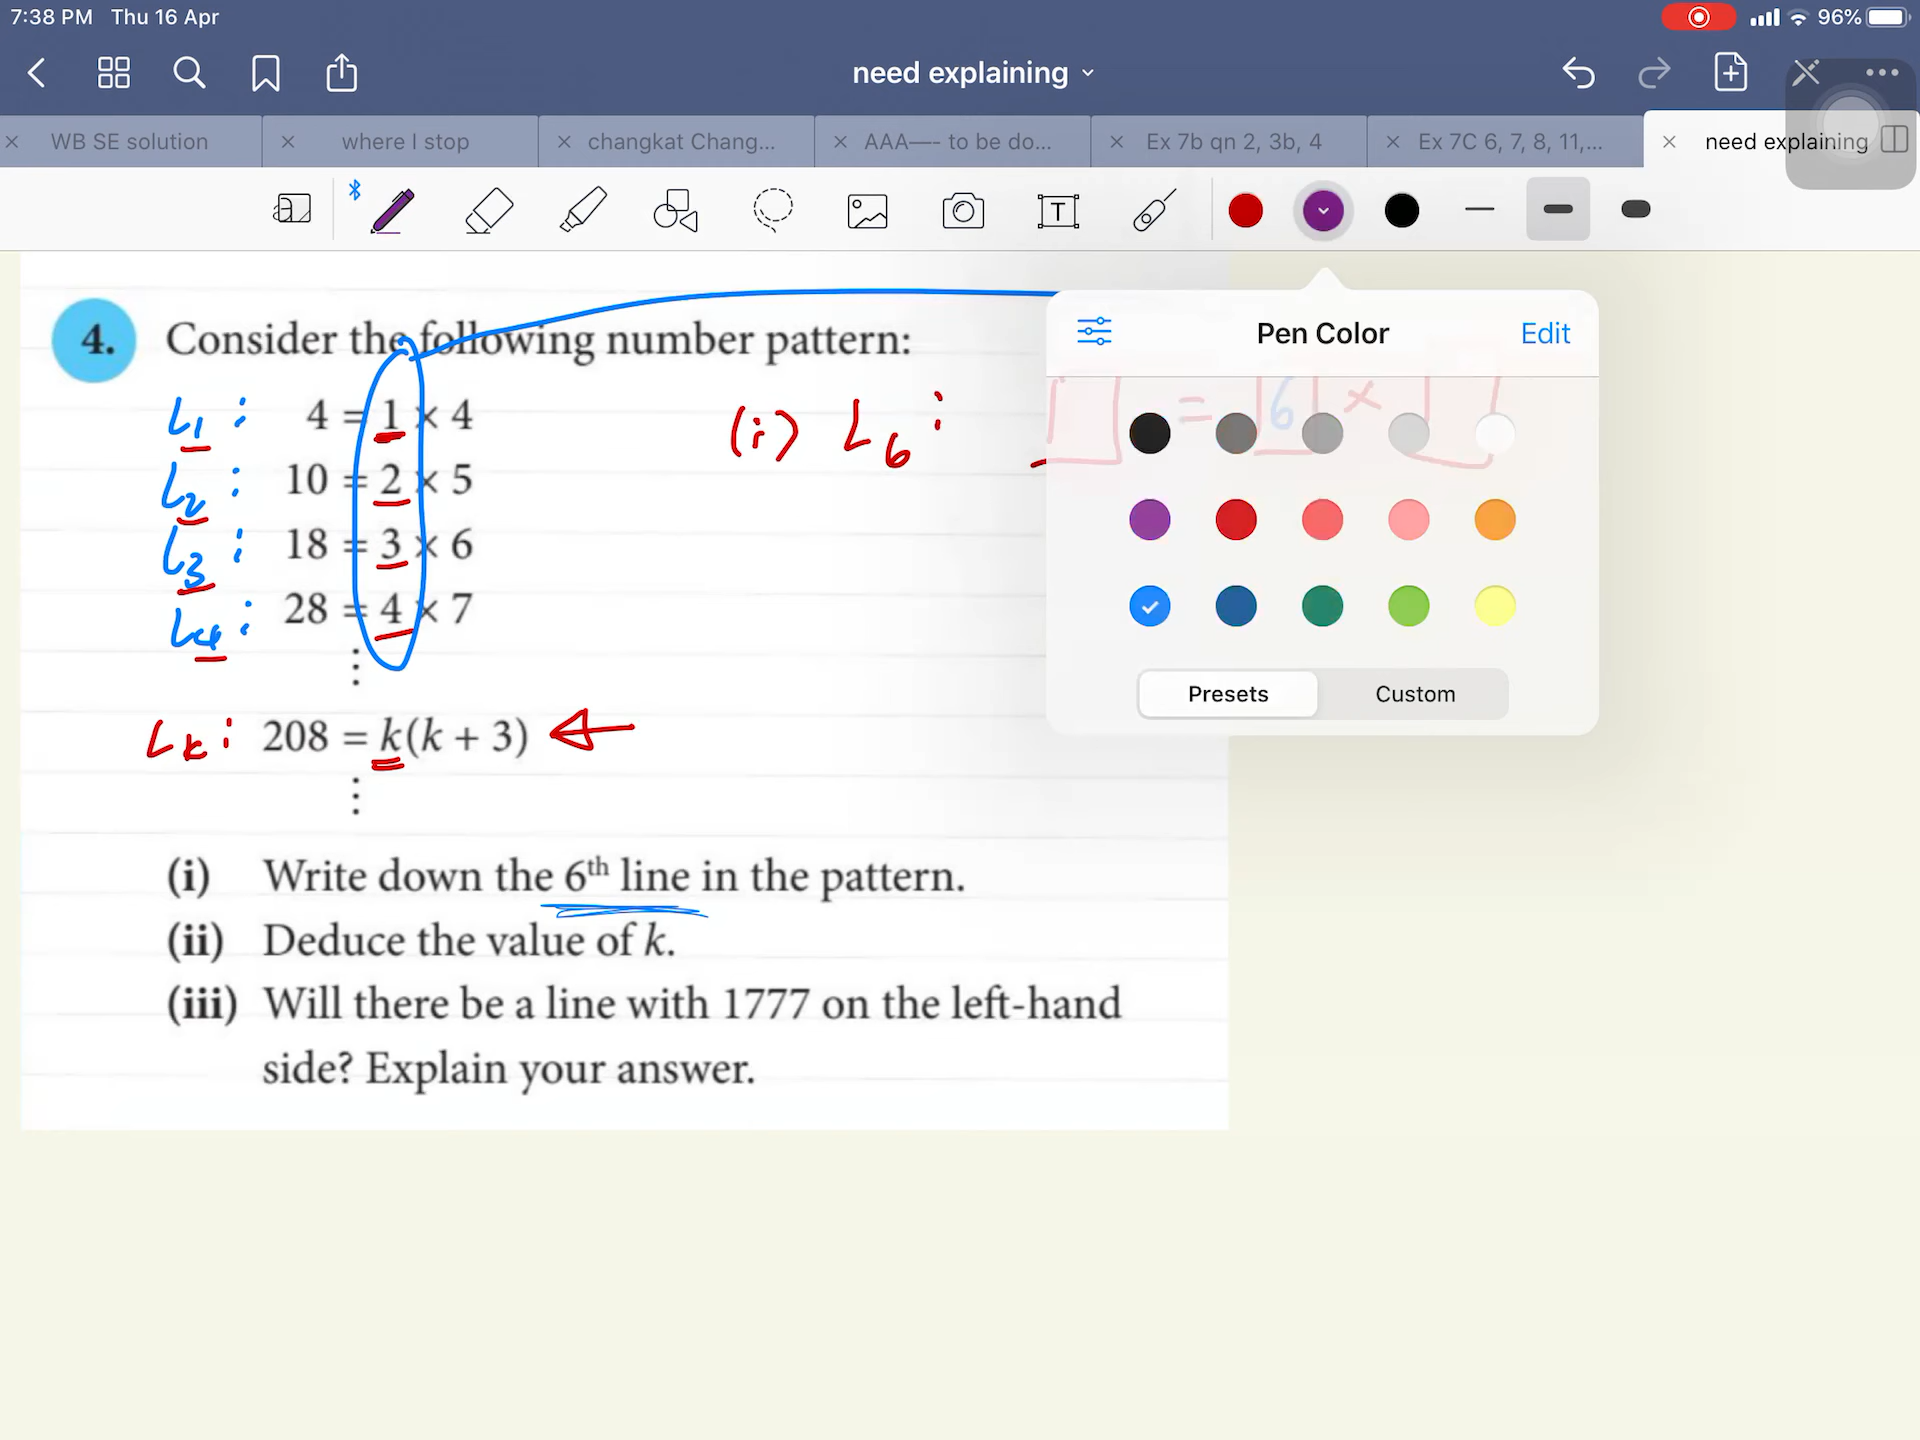 7:38 PM Thu 16 Apr
96%
need explaining
WB SE solution
where I stop
changkat Chang...
AAA—- to be do...
Ex 7b qn 2, 3b, 4
Ex 7C 6, 7, 8, 11,...
need explaining
T
Pen Color
Edit
Presets
Custom
4. Consider the following number pattern:
L1 : 4 = 1 × 4
L2 : 10 = 2 × 5
L3 : 18 = 3 × 6
L4 : 28 = 4 × 7
⋮
Lk : 208 = k(k + 3)
⋮
(i) L6 : = 6 ×
(i) Write down the 6th line in the pattern.
(ii) Deduce the value of k.
(iii) Will there be a line with 1777 on the left-hand
side? Explain your answer.